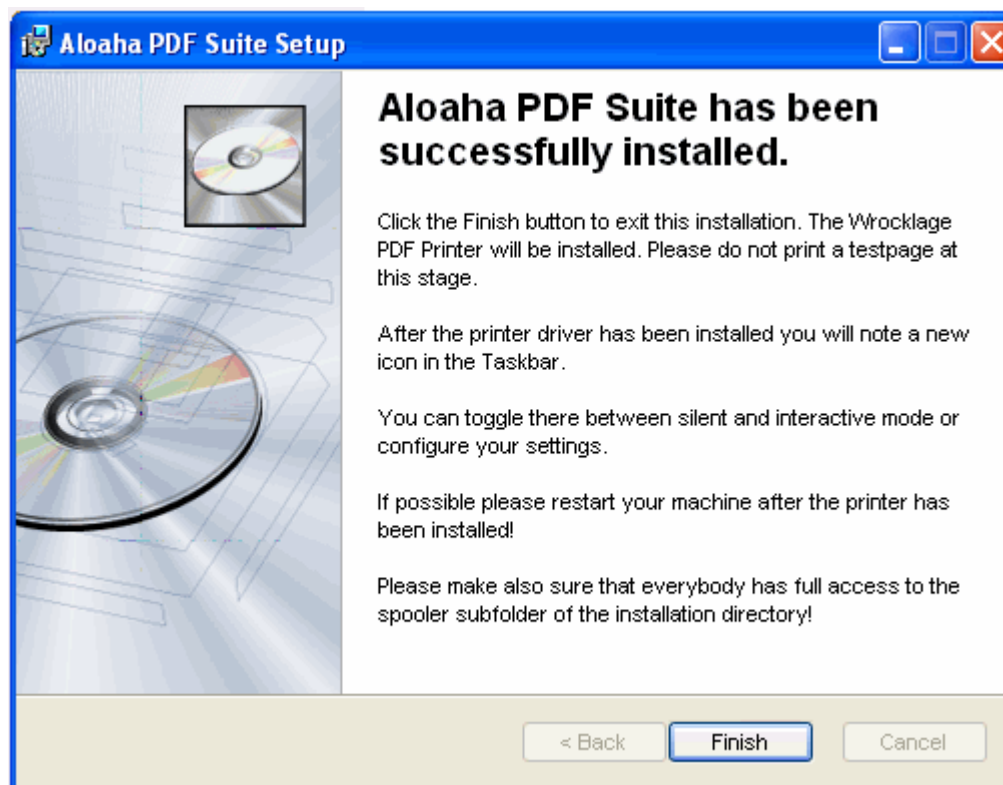 Aloaha PDF Suite Setup
Aloaha PDF Suite has been
successfully installed.
Click the Finish button to exit this installation. The Wrocklage
PDF Printer will be installed. Please do not print a testpage at
this stage.
After the printer driver has been installed you will note a new
icon in the Taskbar.
You can toggle there between silent and interactive mode or
configure your settings.
If possible please restart your machine after the printer has
been installed!
Please make also sure that everybody has full access to the
spooler subfolder of the installation directory!
< Back
Finish
Cancel